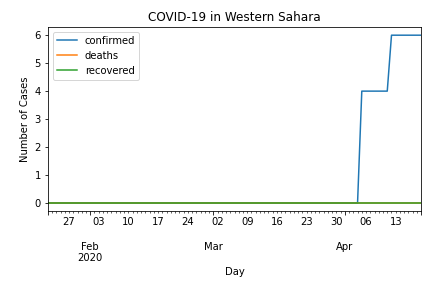 COVID-19 in Western Sahara
confirmed
deaths
recovered
Number of Cases
6
5
4
3
2
1
0
27 03 10 17 24 02 09 16 23 30 06 13
Feb Mar Apr
2020
Day